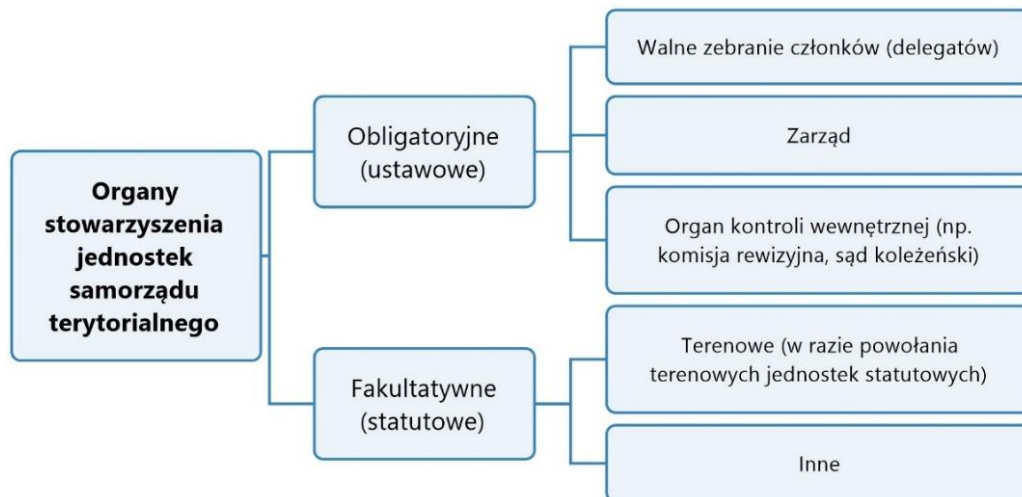 Organy
stowarzyszenia
jednostek
samorządu
terytorialnego
Obligatoryjne
(ustawowe)
Walne zebranie członków (delegatów)
Zarząd
Organ kontroli wewnętrznej (np.
komisja rewizyjna, sąd koleżeński)
Fakultatywne
(statutowe)
Terenowe (w razie powołania
terenowych jednostek statutowych)
Inne